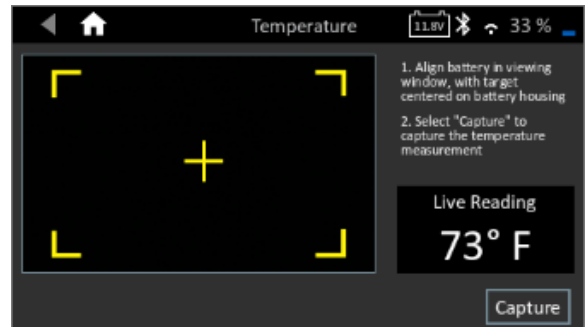 Temperature
11.8V
33 %
1. Align battery in viewing
window, with target
centered on battery housing
2. Select "Capture" to
capture the temperature
measurement
Live Reading
73° F
Capture